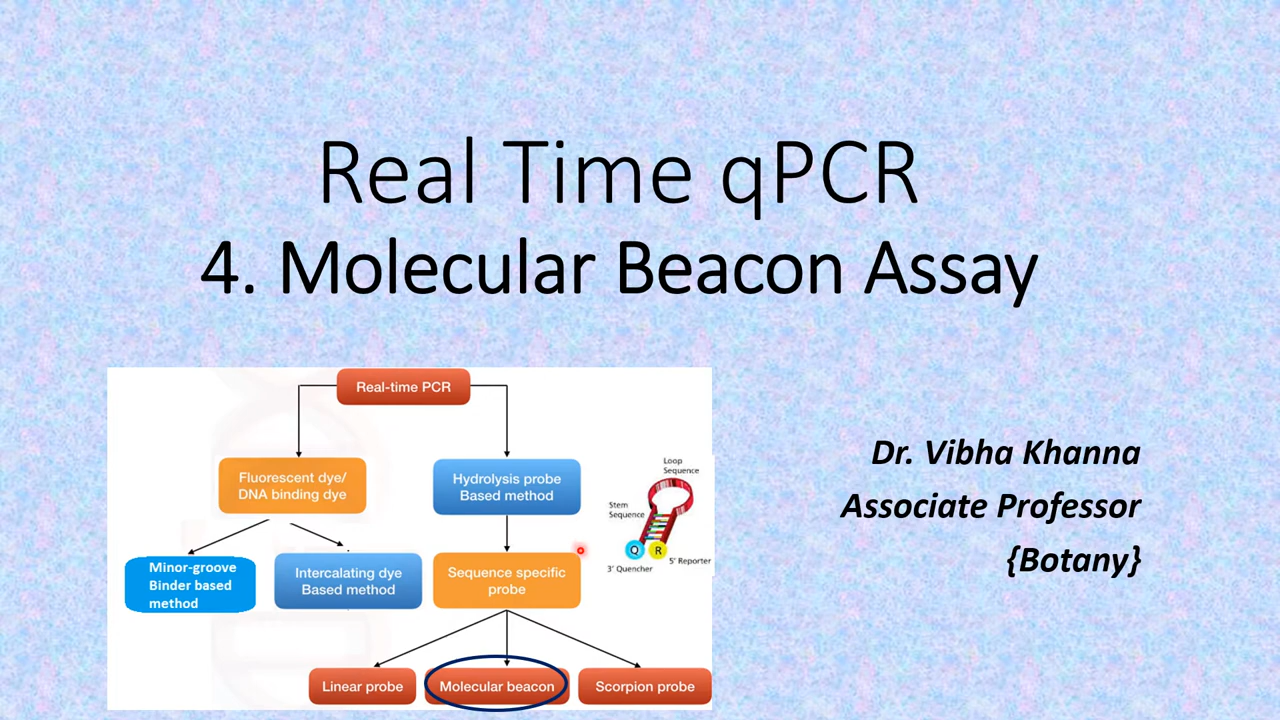 Real Time qPCR
4. Molecular Beacon Assay
Real-time PCR
Fluorescent dye/
DNA binding dye
Hydrolysis probe
Based method
Minor-groove
Binder based
method
Intercalating dye
Based method
Sequence specific
probe
Linear probe
Molecular beacon
Scorpion probe
Loop
Sequence
Stem
Sequence
Q
R
5' Reporter
3' Quencher
Dr. Vibha Khanna
Associate Professor
{Botany}